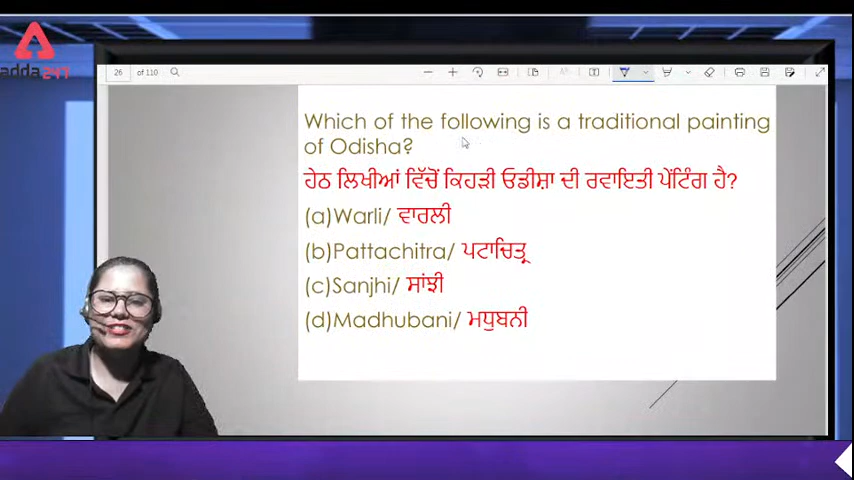 adda247
26 of 110
Which of the following is a traditional painting
of Odisha?
ਹੇਠ ਲਿਖੀਆਂ ਵਿੱਚੋਂ ਕਿਹੜੀ ਓਡੀਸ਼ਾ ਦੀ ਰਵਾਇਤੀ ਪੇਂਟਿੰਗ ਹੈ?
(a)Warli/ ਵਾਰਲੀ
(b)Pattachitra/ ਪਟਾਚਿਤ੍ਰ
(c)Sanjhi/ ਸਾਂਝੀ
(d)Madhubani/ ਮਧੁਬਨੀ